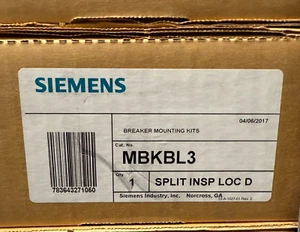 SIEMENS
04/06/2017
BREAKER MOUNTING KITS
Cat. No.
MBKBL3
Qty
1
SPLIT INSP LOC D
783643271060
Siemens Industry, Inc. Norcross, GA